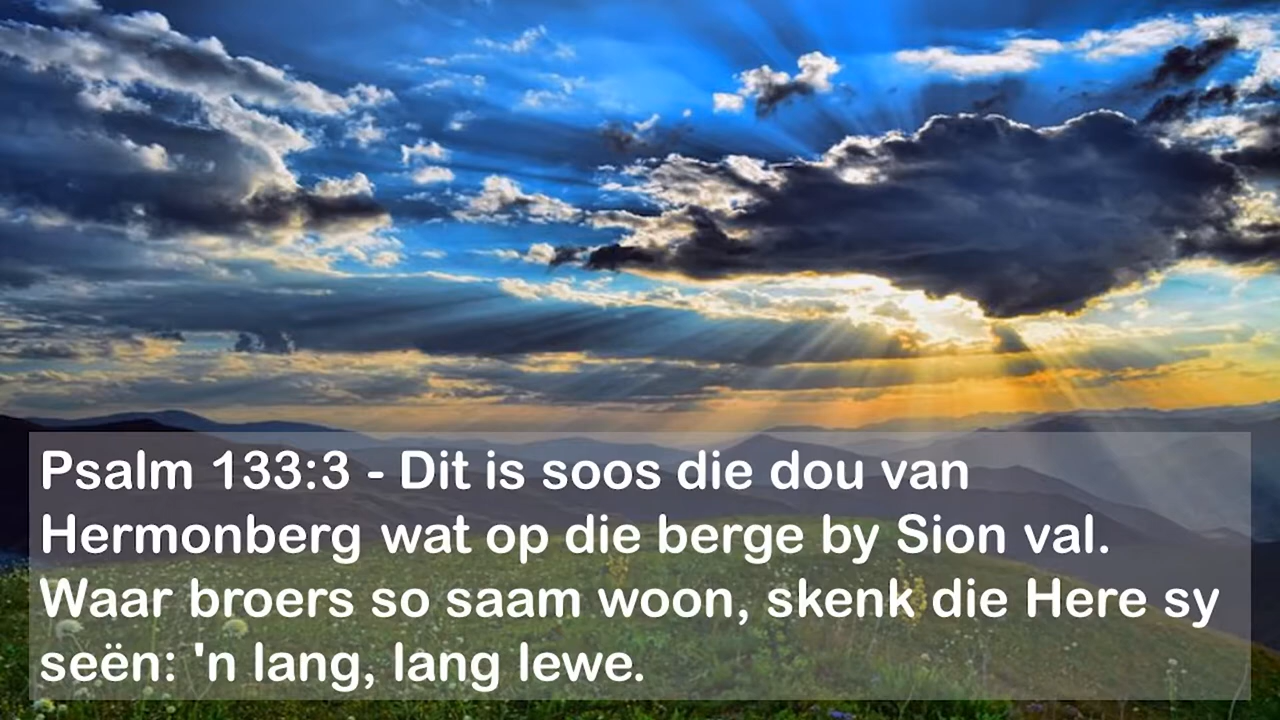 Psalm 133:3 - Dit is soos die dou van
Hermonberg wat op die berge by Sion val.
Waar broers so saam woon, skenk die Here sy
seën: 'n lang, lang lewe.